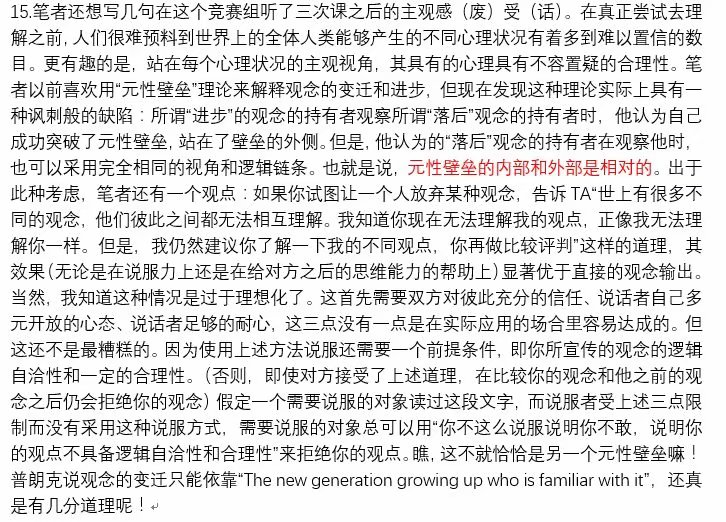 15.笔者还想写几句在这个竞赛组听了三次课之后的主观感（废）受（话）。在真正尝试去理
解之前，人们很难预料到世界上的全体人类能够产生的不同心理状况有着多到难以置信的数
目。更有趣的是，站在每个心理状况的主观视角，其具有的心理具有不容置疑的合理性。笔
者以前喜欢用“元性壁垒”理论来解释观念的变迁和进步，但现在发现这种理论实际上具有一
种讽刺般的缺陷：所谓“进步”的观念的持有者观察所谓“落后”观念的持有者时，他认为自己
成功突破了元性壁垒，站在了壁垒的外侧。但是，他认为的“落后”观念的持有者在观察他时，
也可以采用完全相同的视角和逻辑链条。也就是说，元性壁垒的内部和外部是相对的。出于
此种考虑，笔者还有一个观点：如果你试图让一个人放弃某种观念，告诉 TA“世上有很多不
同的观念，他们彼此之间都无法相互理解。我知道你现在无法理解我的观点，正像我无法理
解你一样。但是，我仍然建议你了解一下我的不同观点，你再做比较评判”这样的道理，其
效果（无论是在说服力上还是在给对方之后的思维能力的帮助上）显著优于直接的观念输出。
当然，我知道这种情况是过于理想化了。这首先需要双方对彼此充分的信任、说话者自己多
元开放的心态、说话者足够的耐心，这三点没有一点是在实际应用的场合里容易达成的。但
这还不是最糟糕的。因为使用上述方法说服还需要一个前提条件，即你所宣传的观念的逻辑
自洽性和一定的合理性。（否则，即使对方接受了上述道理，在比较你的观念和他之前的观
念之后仍会拒绝你的观念）假定一个需要说服的对象读过这段文字，而说服者受上述三点限
制而没有采用这种说服方式，需要说服的对象总可以用“你不这么说服说明你不敢，说明你
的观点不具备逻辑自洽性和合理性”来拒绝你的观点。瞧，这不就恰恰是另一个元性壁垒嘛！
普朗克说观念的变迁只能依靠“The new generation growing up who is familiar with it”，还真
是有几分道理呢！